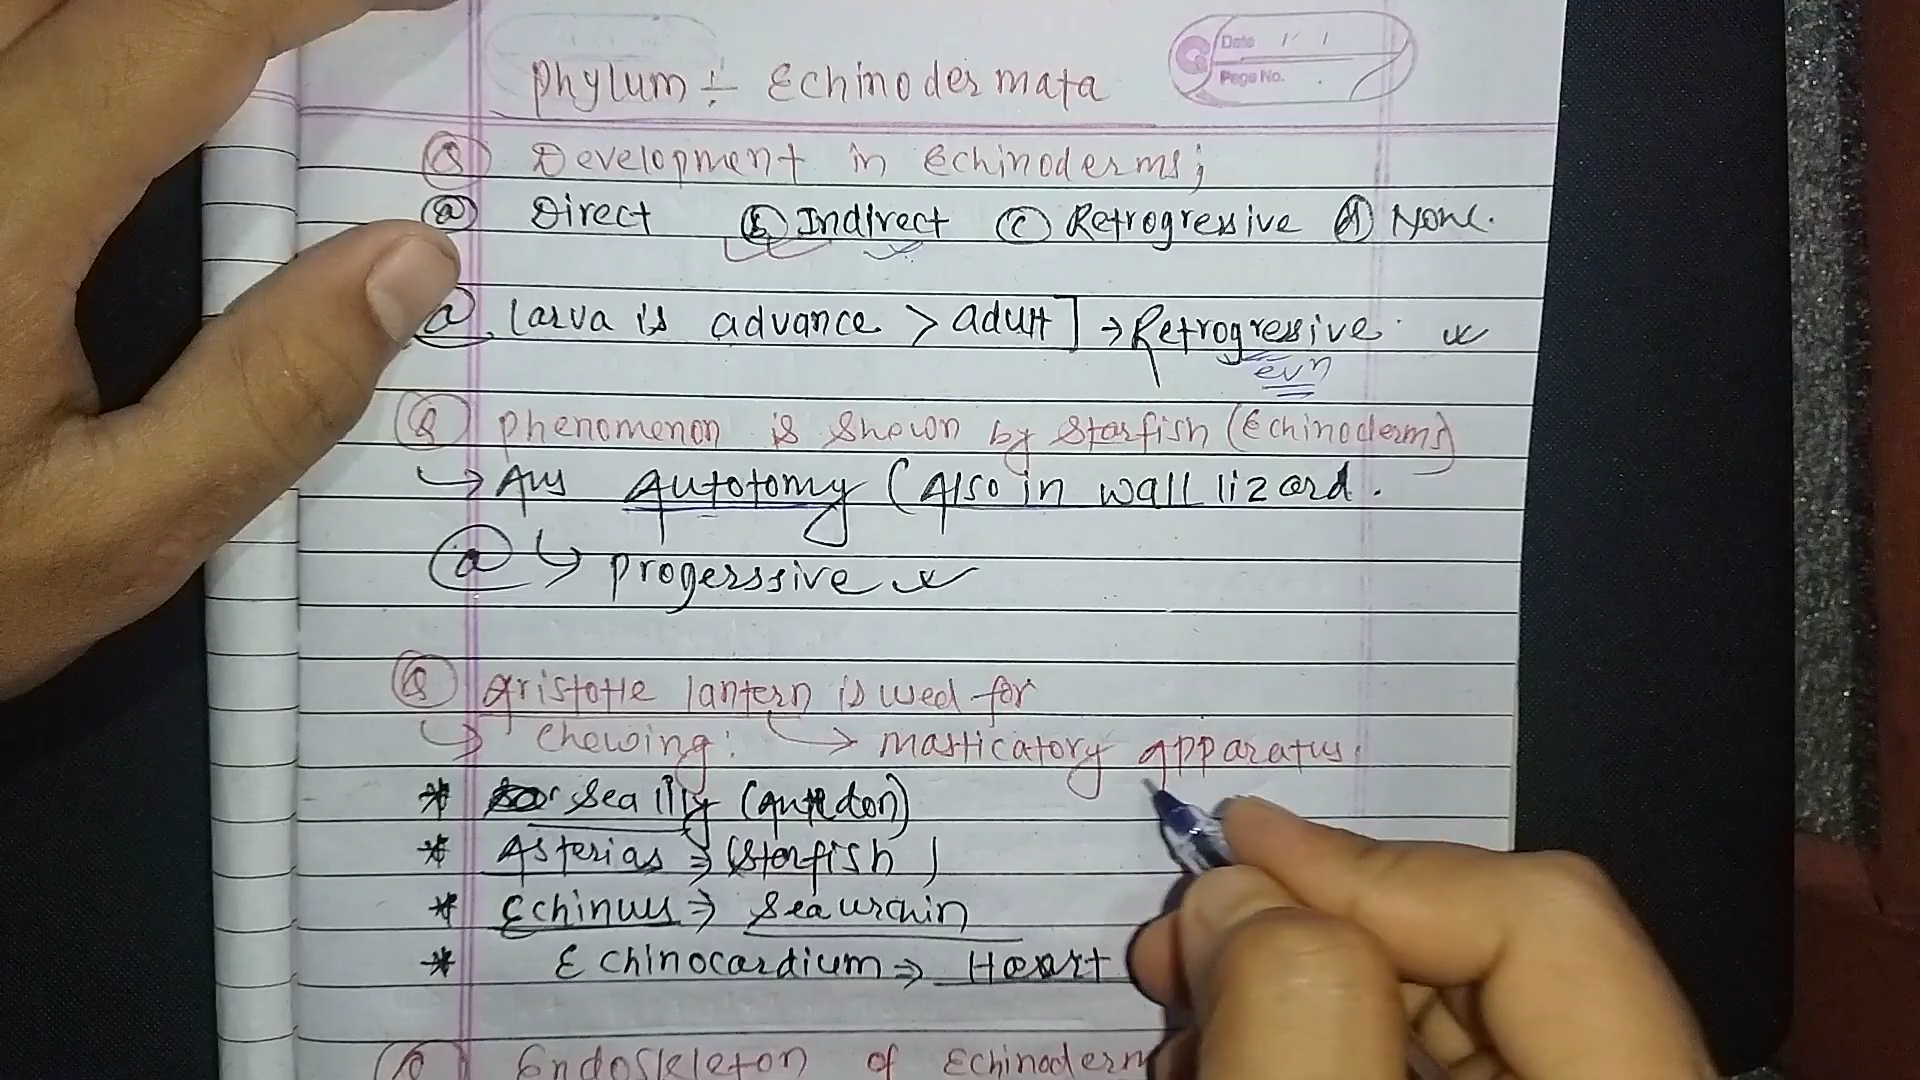 Date
Page No.
Phylum ÷ Echinodermata
Q Development in Echinoderms;
a Direct b Indirect c Retrogressive d None.
a. Larva is advance > adult] → Retrogressive.
evn
Q Phenomenon is shown by starfish (Echinoderms)
↳ Ans Autotomy (Also in wall lizard.
a ↳ progerssive
Q Aristotle lantern is used for
↳ Chewing: → masticatory apparatus.
* Sea lily (Antedon)
* Asterias ⇒ (Starfish)
* Echinus ⇒ Sea urchin
* Echinocardium ⇒ Heart
Q Endoskeleton of Echinoderm